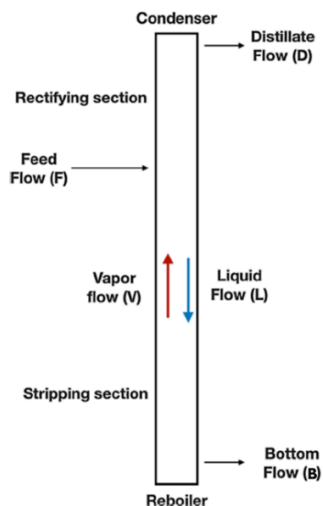 Condenser
Distillate
Flow (D)
Rectifying section
Feed
Flow (F)
Vapor
flow (V)
Liquid
Flow (L)
Stripping section
Bottom
Flow (B)
Reboiler